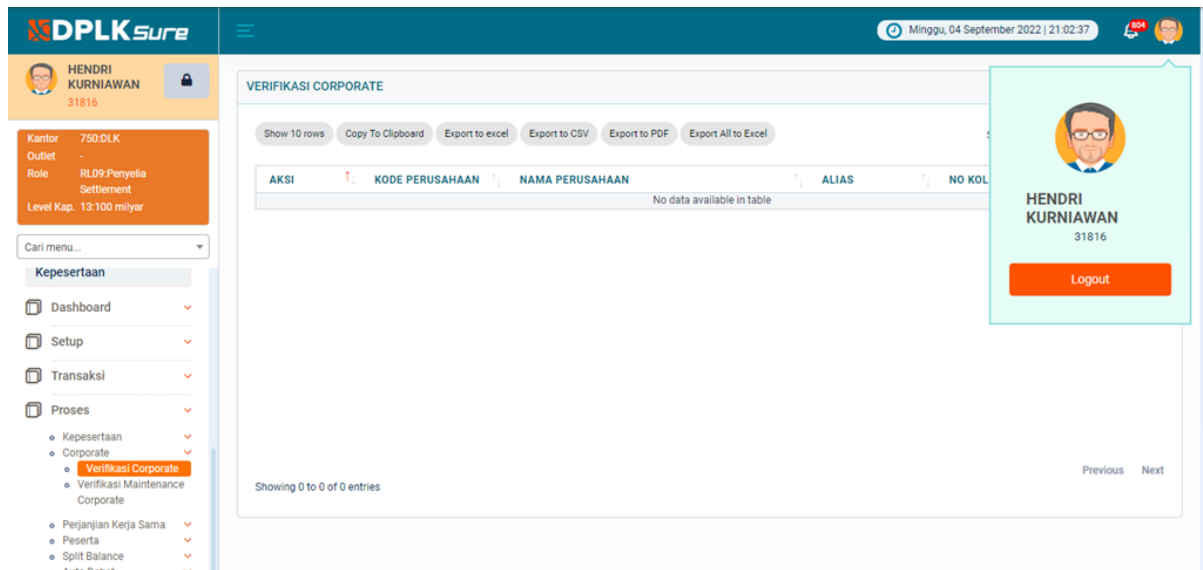 DPLKSure
Minggu, 04 September 2022 | 21:02:37
804
HENDRI
KURNIAWAN
31816
Kantor 750:DLK
Outlet -
Role RL09:Penyelia
Settlement
Level Kap. 13:100 milyar
Cari menu...
Kepesertaan
Dashboard
Setup
Transaksi
Proses
Kepesertaan
Corporate
Verifikasi Corporate
Verifikasi Maintenance
Corporate
Perjanjian Kerja Sama
Peserta
Split Balance
VERIFIKASI CORPORATE
Show 10 rows Copy To Clipboard Export to excel Export to CSV Export to PDF Export All to Excel
AKSI KODE PERUSAHAAN NAMA PERUSAHAAN ALIAS NO KOL
No data available in table
Previous Next
Showing 0 to 0 of 0 entries
HENDRI
KURNIAWAN
31816
Logout